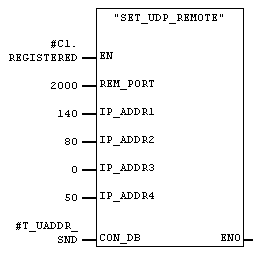 "SET_UDP_REMOTE"
#C1.
REGISTERED EN
2000 REM_PORT
140 IP_ADDR1
80 IP_ADDR2
0 IP_ADDR3
50 IP_ADDR4
#T_UADDR_
SND CON_DB ENO